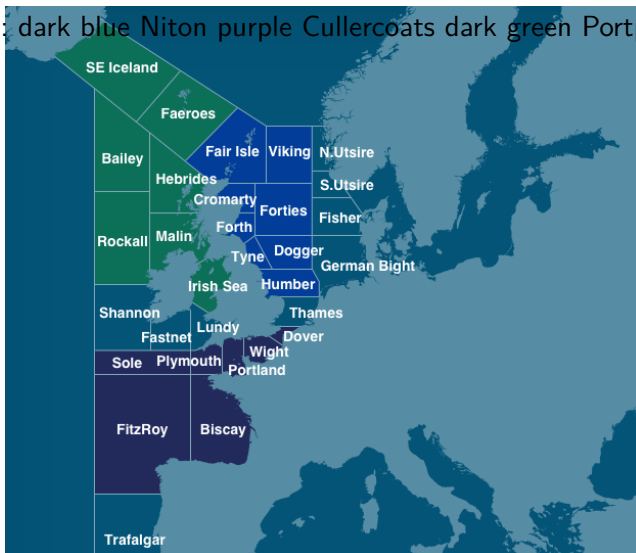 : dark blue Niton purple Cullercoats dark green Port
SE Iceland
Faeroes
Fair Isle
Viking
N.Utsire
Bailey
Hebrides
S.Utsire
Cromarty
Forties
Fisher
Rockall
Malin
Forth
Tyne
Dogger
German Bight
Irish Sea
Humber
Shannon
Lundy
Thames
Fastnet
Dover
Sole
Plymouth
Wight
Portland
FitzRoy
Biscay
Trafalgar